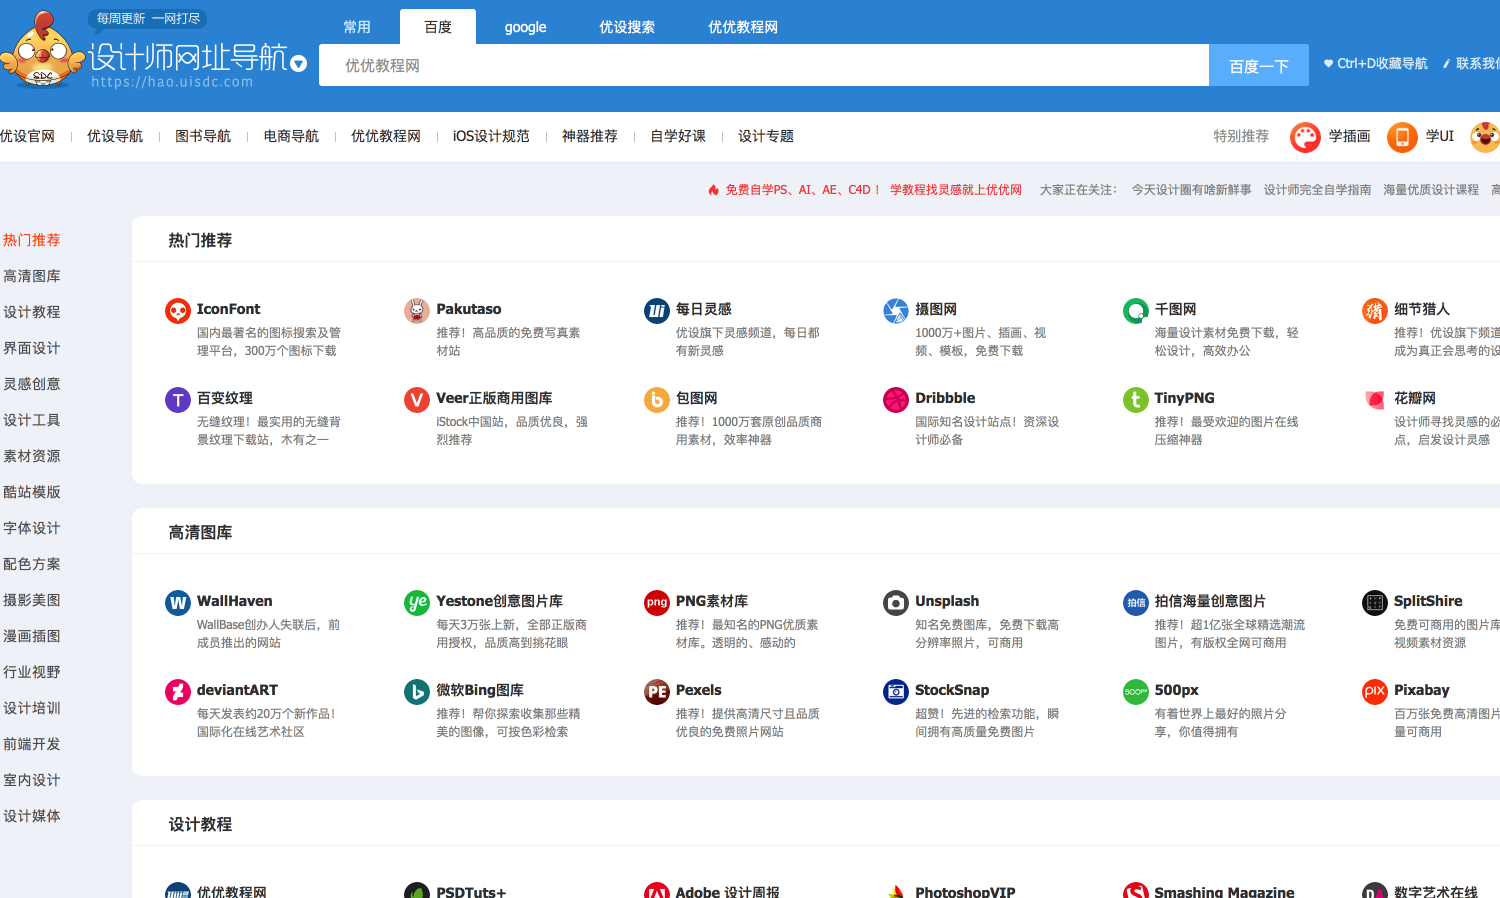 每周更新 一网打尽
常用
百度
google
优设搜索
优优教程网
设计师网址导航
https://hao.uisdc.com
优优教程网
百度一下
Ctrl+D收藏导航
联系我们
优设官网
优设导航
图书导航
电商导航
优优教程网
iOS设计规范
神器推荐
自学好课
设计专题
特别推荐
学插画
学UI
免费自学PS、AI、AE、C4D！ 学教程找灵感就上优优网
大家正在关注：
今天设计圈有啥新鲜事
设计师完全自学指南
海量优质设计课程
高
热门推荐
高清图库
设计教程
界面设计
灵感创意
设计工具
素材资源
酷站模版
字体设计
配色方案
摄影美图
漫画插图
行业视野
设计培训
前端开发
室内设计
设计媒体
热门推荐
IconFont
国内最著名的图标搜索及管
理平台，300万个图标下载
Pakutaso
推荐！高品质的免费写真素
材站
每日灵感
优设旗下灵感频道，每日都
有新灵感
摄图网
1000万+图片、插画、视
频、模板，免费下载
千图网
海量设计素材免费下载，轻
松设计，高效办公
细节猎人
推荐！优设旗下频道
成为真正会思考的设
百变纹理
无缝纹理！最实用的无缝背
景纹理下载站，木有之一
Veer正版商用图库
iStock中国站，品质优良，强
烈推荐
包图网
推荐！1000万套原创品质商
用素材，效率神器
Dribbble
国际知名设计站点！资深设
计师必备
TinyPNG
推荐！最受欢迎的图片在线
压缩神器
花瓣网
设计师寻找灵感的必
点，启发设计灵感
高清图库
WallHaven
WallBase创办人失联后，前
成员推出的网站
Yestone创意图片库
每天3万张上新，全部正版商
用授权，品质高到挑花眼
PNG素材库
推荐！最知名的PNG优质素
材库。透明的、感动的
Unsplash
知名免费图库，免费下载高
分辨率照片，可商用
拍信海量创意图片
推荐！超1亿张全球精选潮流
图片，有版权全网可商用
SplitShire
免费可商用的图片库
视频素材资源
deviantART
每天发表约20万个新作品！
国际化在线艺术社区
微软Bing图库
推荐！帮你探索收集那些精
美的图像，可按色彩检索
Pexels
推荐！提供高清尺寸且品质
优良的免费照片网站
StockSnap
超赞！先进的检索功能，瞬
间拥有高质量免费图片
500px
有着世界上最好的照片分
享，你值得拥有
Pixabay
百万张免费高清图片
量可商用
设计教程
优优教程网
PSDTuts+
Adobe 设计周报
PhotoshopVIP
Smashing Magazine
数字艺术在线